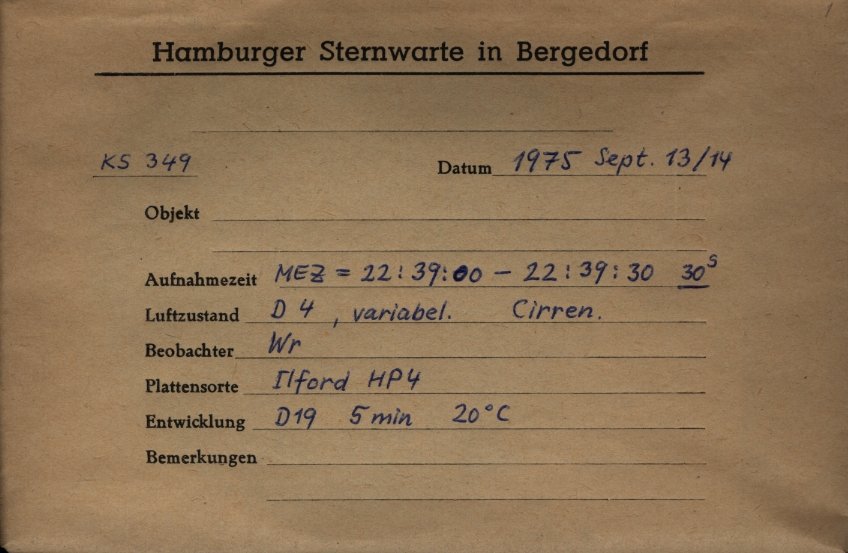 Hamburger Sternwarte in Bergedorf
KS 349 Datum 1975 Sept. 13/14
Objekt
Aufnahmezeit MEZ = 22:39:00 – 22:39:30 30s
Luftzustand D 4 , variabel. Cirren.
Beobachter Wr
Plattensorte Ilford HP4
Entwicklung D19 5 min 20°C
Bemerkungen